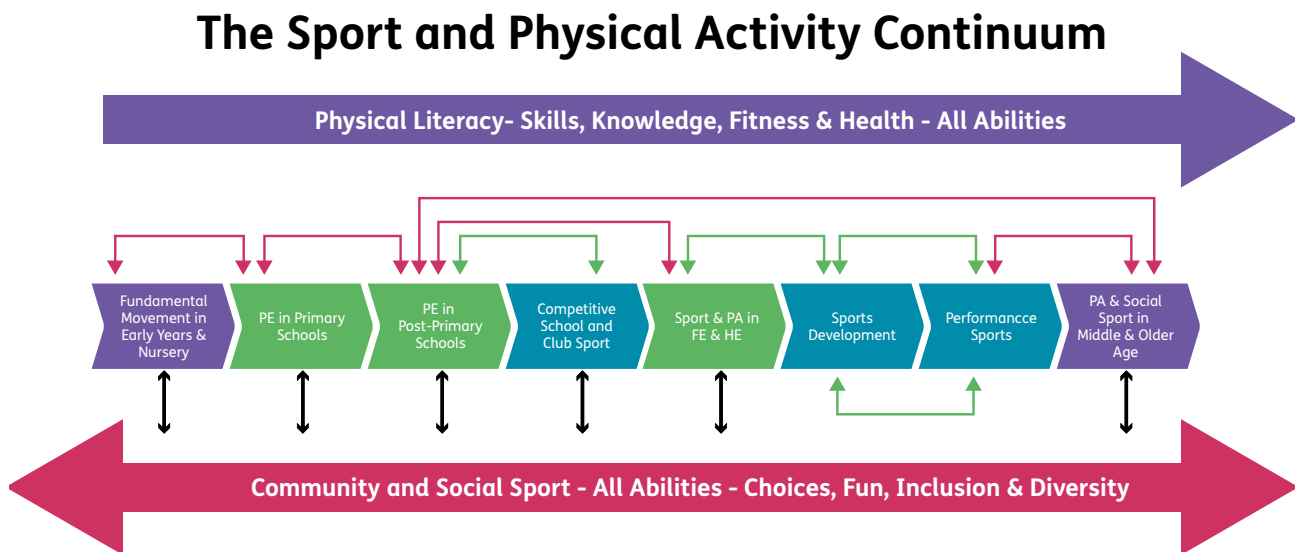 The Sport and Physical Activity Continuum
Physical Literacy- Skills, Knowledge, Fitness & Health - All Abilities
Fundamental
Movement in
Early Years &
Nursery
PE in Primary
Schools
PE in
Post-Primary
Schools
Competitive
School and
Club Sport
Sport & PA in
FE & HE
Sports
Development
Performancce
Sports
PA & Social
Sport in
Middle & Older
Age
Community and Social Sport - All Abilities - Choices, Fun, Inclusion & Diversity